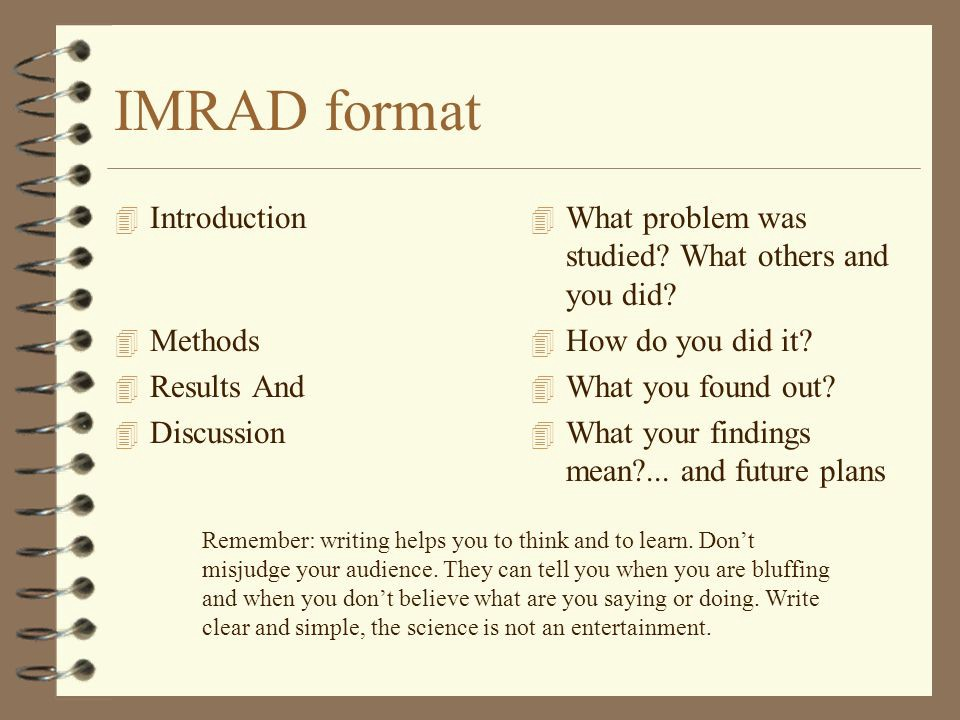 IMRAD format
Introduction
Methods
Results And
Discussion
What problem was
studied? What others and
you did?
How do you did it?
What you found out?
What your findings
mean?... and future plans
Remember: writing helps you to think and to learn. Don’t
misjudge your audience. They can tell you when you are bluffing
and when you don’t believe what are you saying or doing. Write
clear and simple, the science is not an entertainment.